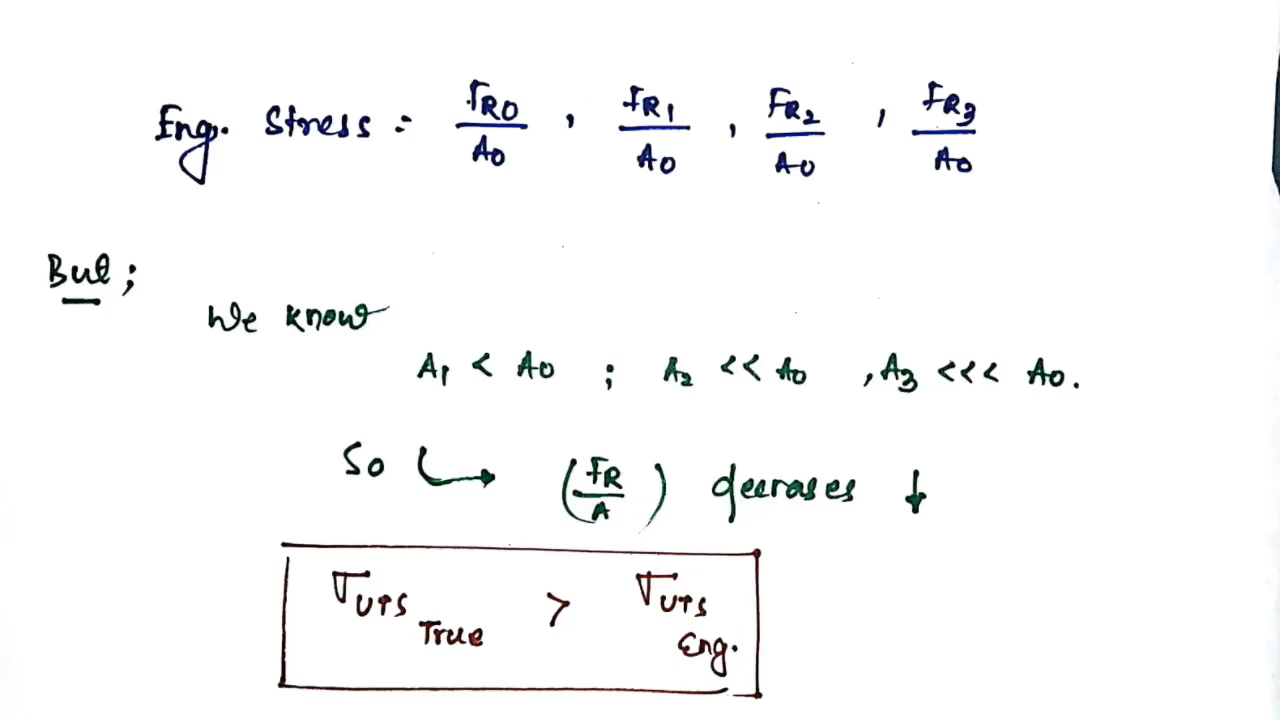 Eng. Stress = FR0/A0 , FR1/A0 , FR2/A0 , FR3/A0
But ;
We know
A1 < A0 ; A2 << A0 , A3 <<< A0.
So ↳ (FR/A) decrases ↓
σUTS True > σUTS Eng.